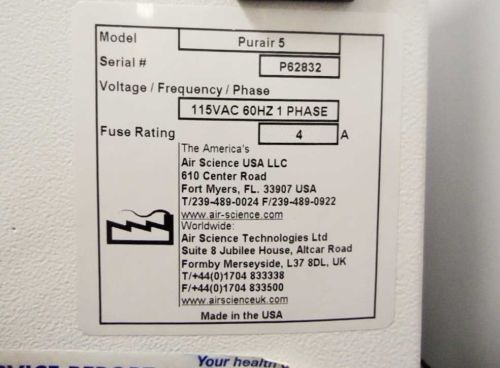 Model Purair 5
Serial # P62832
Voltage / Frequency / Phase
115VAC 60HZ 1 PHASE
Fuse Rating 4 A
The America's
Air Science USA LLC
610 Center Road
Fort Myers, FL. 33907 USA
T/239-489-0024 F/239-489-0922
www.air-science.com
Worldwide:
Air Science Technologies Ltd
Suite 8 Jubilee House, Altcar Road
Formby Merseyside, L37 8DL, UK
T/+44(0)1704 833338
F/+44(0)1704 833500
www.airscienceuk.com
Made in the USA
Your health